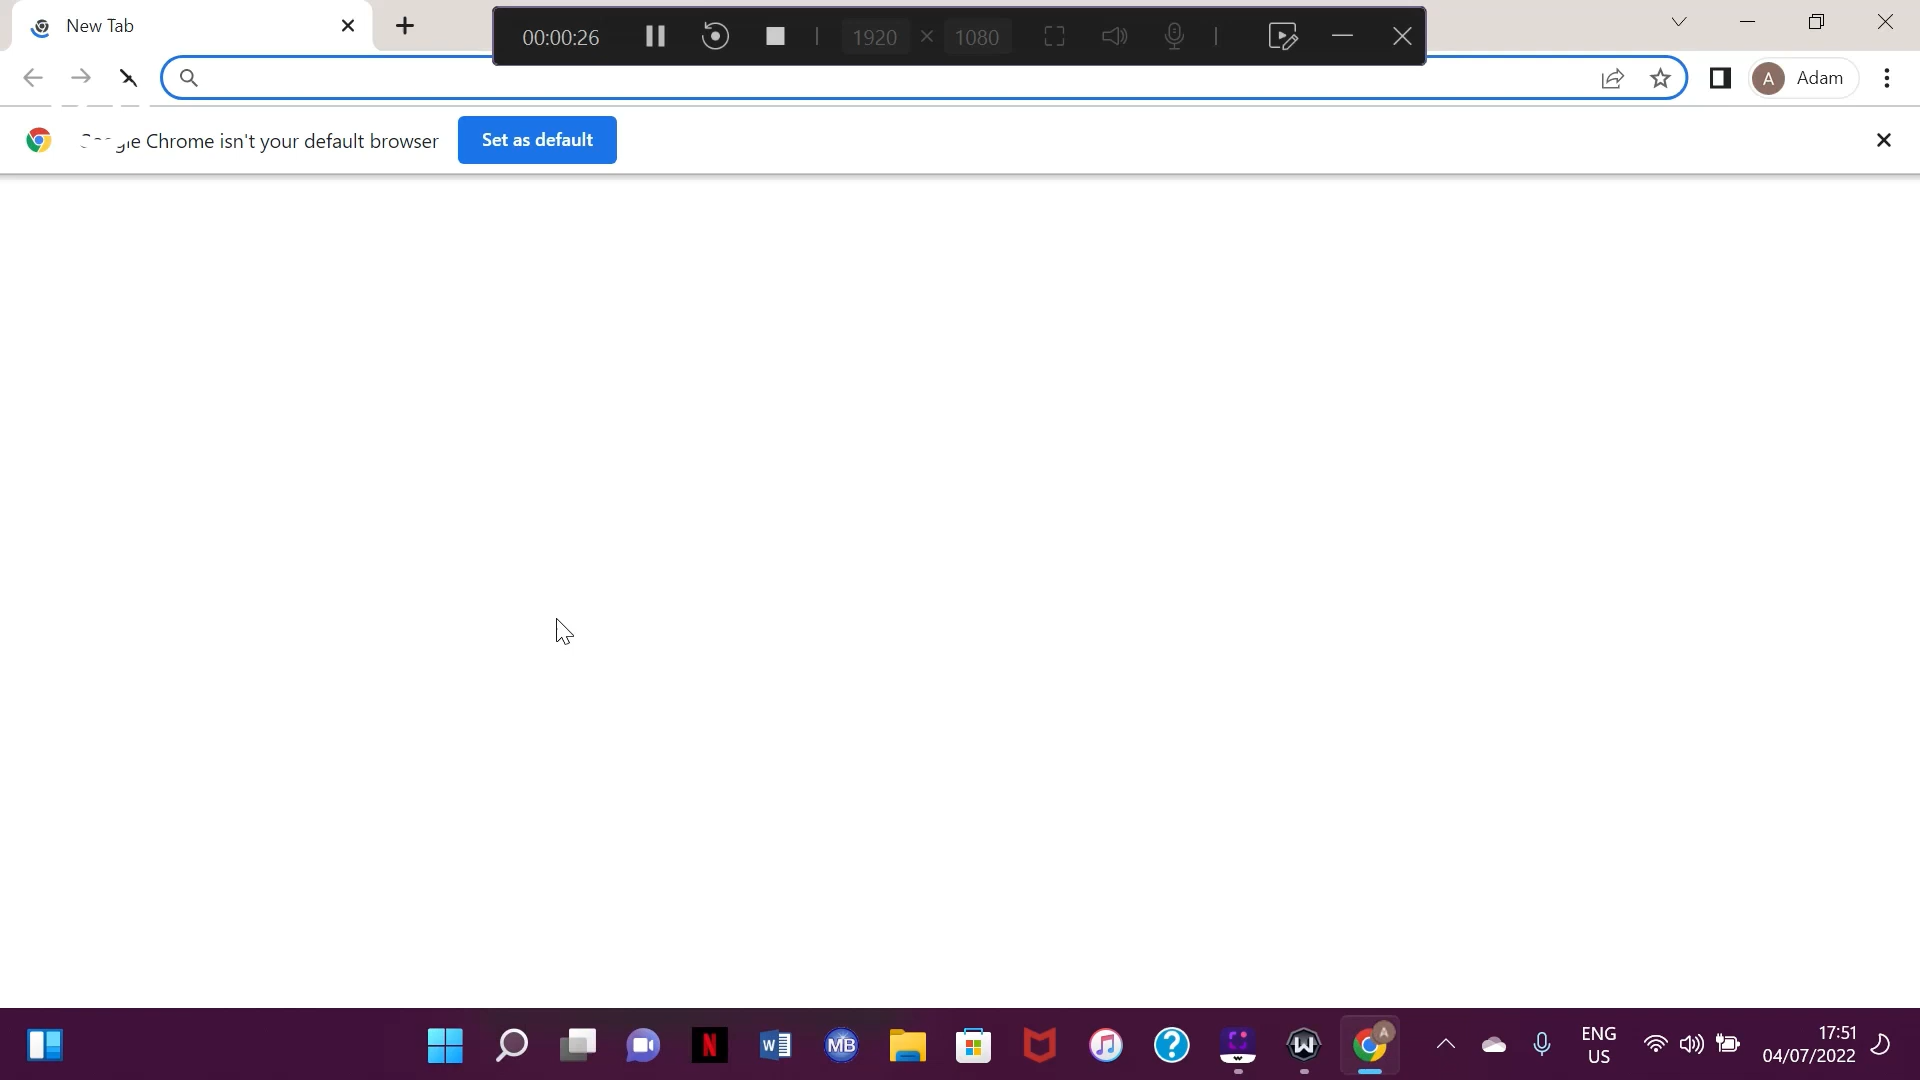 New Tab
00:00:26
1920 × 1080
A Adam
Chrome isn't your default browser
Set as default
A
N
W
MB
?
W
ENG
US
17:51
04/07/2022